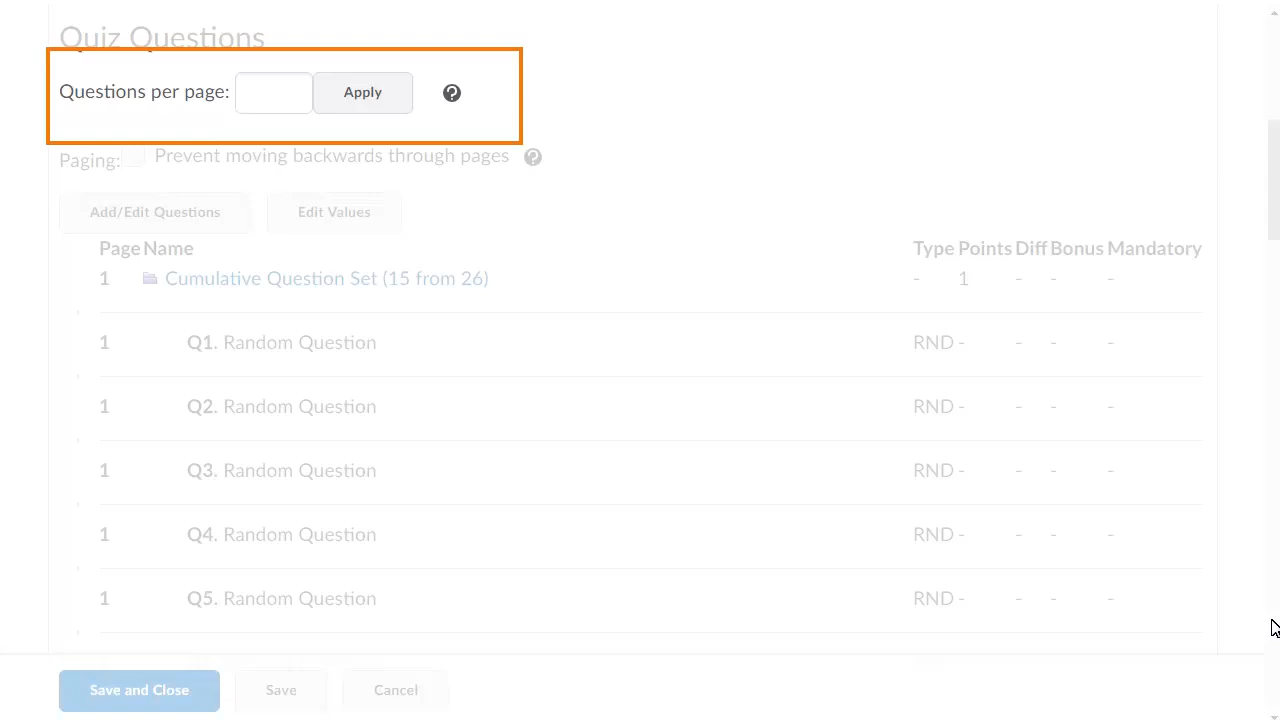 Quiz Questions
Questions per page: Apply
Paging: Prevent moving backwards through pages
Add/Edit Questions Edit Values
Page Name Type Points Diff Bonus Mandatory
1 Cumulative Question Set (15 from 26) - 1 - - -
1 Q1. Random Question RND - - - -
1 Q2. Random Question RND - - - -
1 Q3. Random Question RND - - - -
1 Q4. Random Question RND - - - -
1 Q5. Random Question RND - - - -
Save and Close Save Cancel